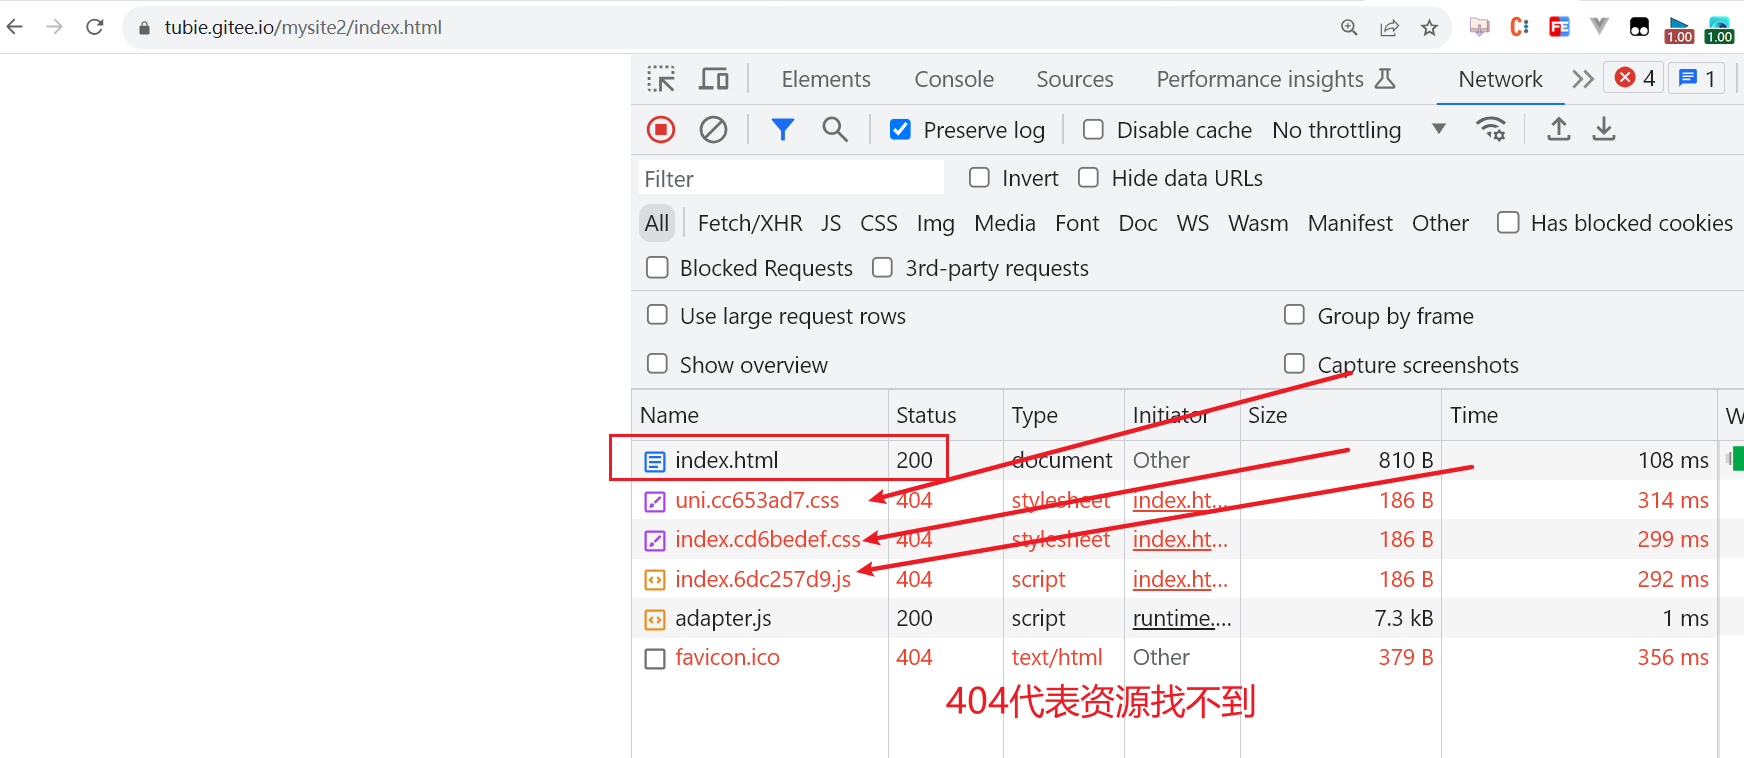 tubie.gitee.io/mysite2/index.html
1.00
1.00
Elements Console Sources Performance insights Network 4 1
Preserve log Disable cache No throttling
Filter Invert Hide data URLs
All Fetch/XHR JS CSS Img Media Font Doc WS Wasm Manifest Other Has blocked cookies
Blocked Requests 3rd-party requests
Use large request rows Group by frame
Show overview Capture screenshots
Name Status Type Initiator Size Time W
index.html 200 document Other 810 B 108 ms
uni.cc653ad7.css 404 stylesheet index.ht... 186 B 314 ms
index.cd6bedef.css 404 stylesheet index.ht... 186 B 299 ms
index.6dc257d9.js 404 script index.ht... 186 B 292 ms
adapter.js 200 script runtime.... 7.3 kB 1 ms
favicon.ico 404 text/html Other 379 B 356 ms
404代表资源找不到